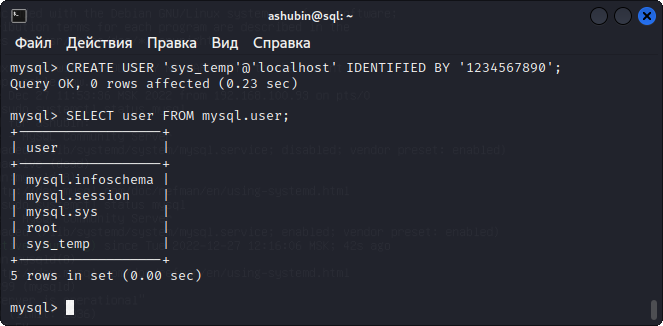 ashubin@sql: ~
Файл Действия Правка Вид Справка
mysql> CREATE USER 'sys_temp'@'localhost' IDENTIFIED BY '1234567890';
Query OK, 0 rows affected (0.23 sec)
mysql> SELECT user FROM mysql.user;
+------------------+
| user             |
+------------------+
| mysql.infoschema |
| mysql.session    |
| mysql.sys        |
| root             |
| sys_temp         |
+------------------+
5 rows in set (0.00 sec)
mysql>